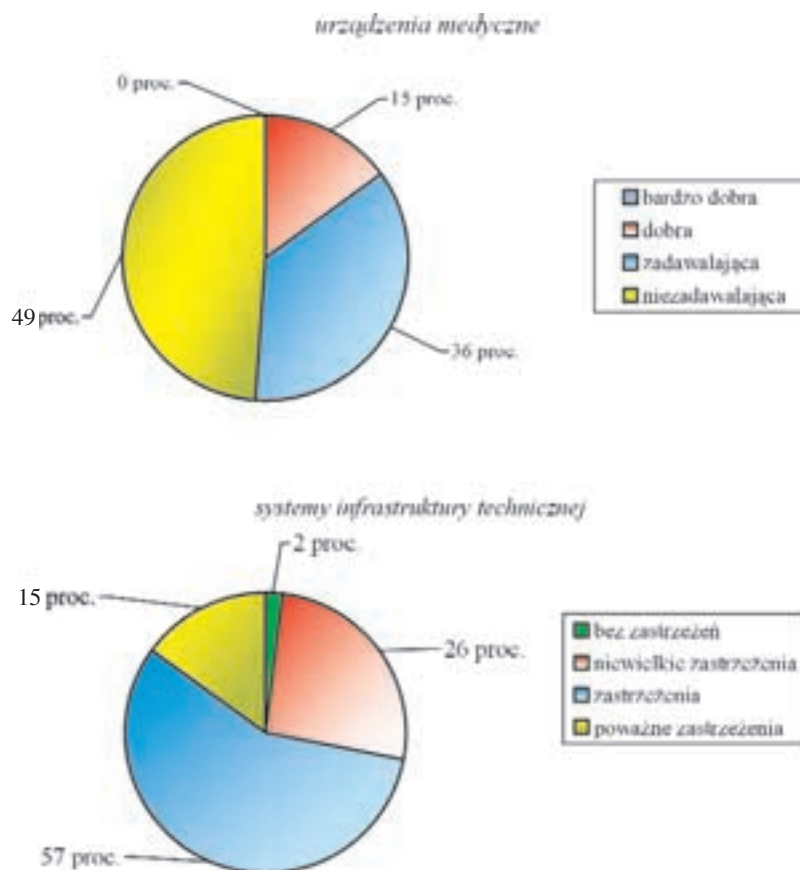 urządzenia medyczne
0 proc.
15 proc.
bardzo dobra
dobra
zadawalająca
niezadawalająca
49 proc.
36 proc.
systemy infrastruktury technicznej
2 proc.
15 proc.
26 proc.
bez zastrzeżeń
niewielkie zastrzeżenia
zastrzeżenia
poważne zastrzeżenia
57 proc.